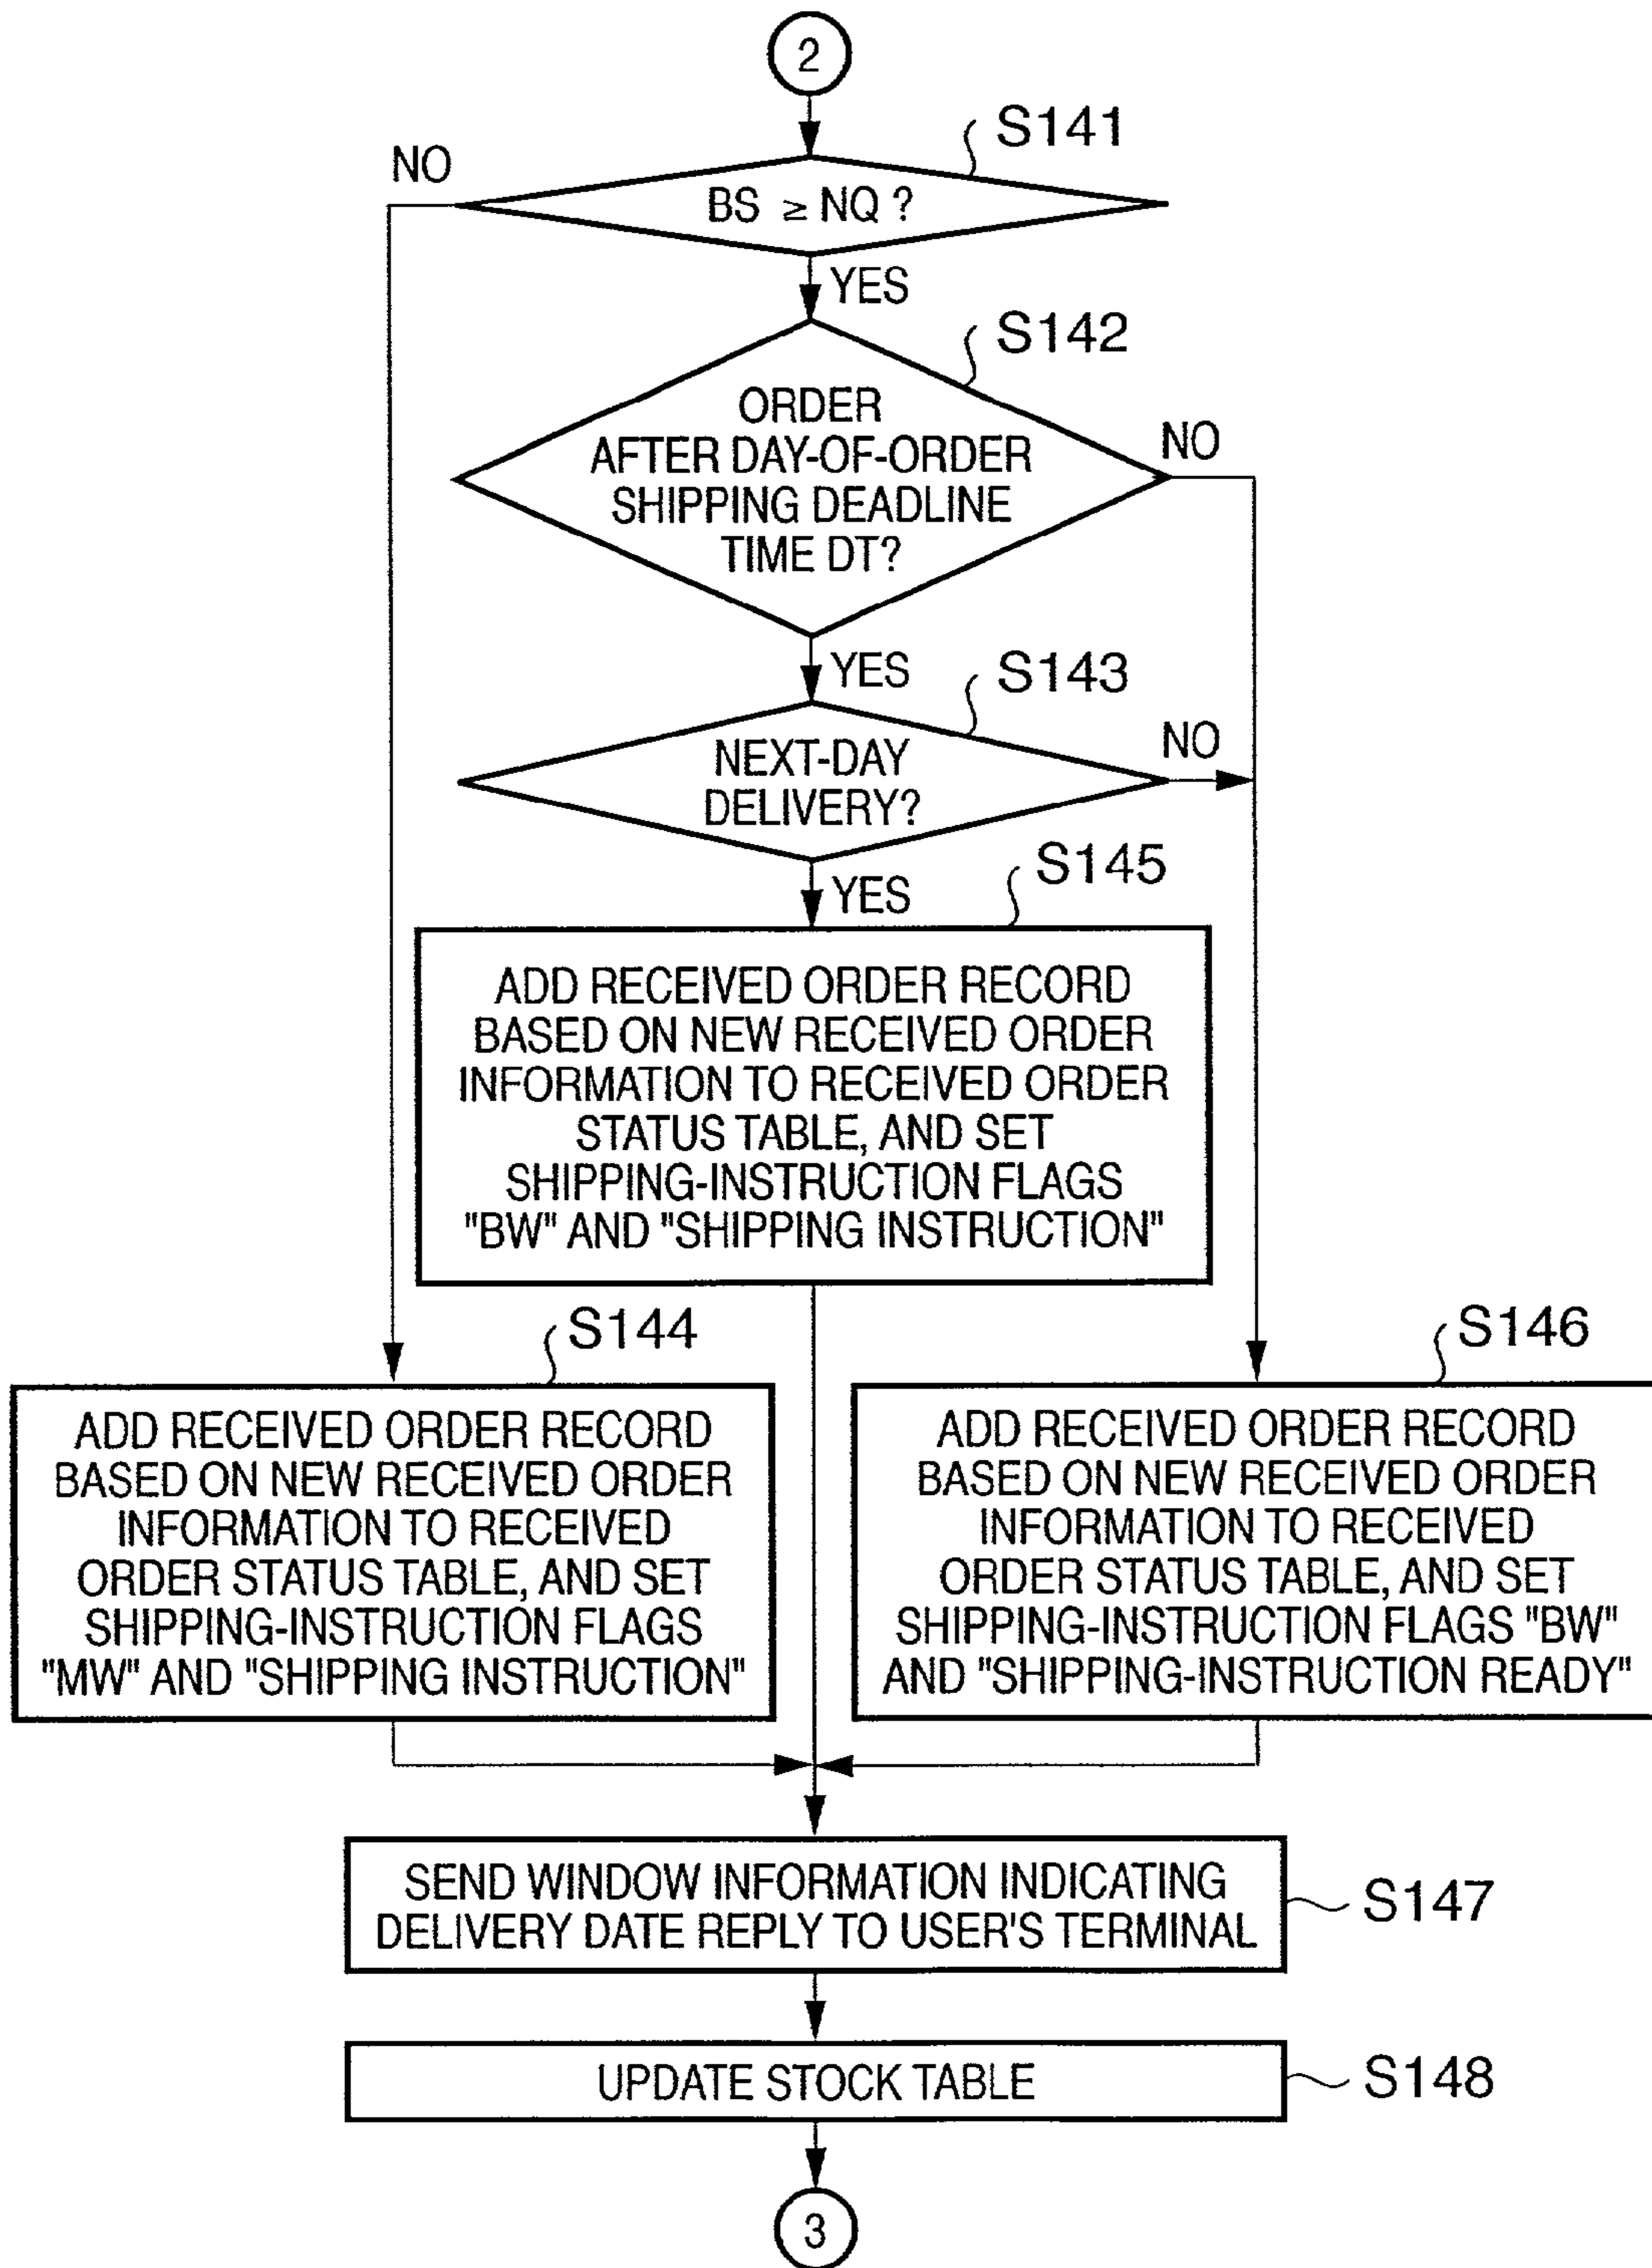 2
S141
NO
BS ≥ NQ ?
YES
S142
ORDER
AFTER DAY-OF-ORDER
SHIPPING DEADLINE
TIME DT?
NO
YES
S143
NEXT-DAY
DELIVERY?
NO
YES
S145
ADD RECEIVED ORDER RECORD
BASED ON NEW RECEIVED ORDER
INFORMATION TO RECEIVED ORDER
STATUS TABLE, AND SET
SHIPPING-INSTRUCTION FLAGS
"BW" AND "SHIPPING INSTRUCTION"
S144
ADD RECEIVED ORDER RECORD
BASED ON NEW RECEIVED ORDER
INFORMATION TO RECEIVED
ORDER STATUS TABLE, AND SET
SHIPPING-INSTRUCTION FLAGS
"MW" AND "SHIPPING INSTRUCTION"
S146
ADD RECEIVED ORDER RECORD
BASED ON NEW RECEIVED ORDER
INFORMATION TO RECEIVED
ORDER STATUS TABLE, AND SET
SHIPPING-INSTRUCTION FLAGS "BW"
AND "SHIPPING-INSTRUCTION READY"
SEND WINDOW INFORMATION INDICATING
DELIVERY DATE REPLY TO USER'S TERMINAL
S147
UPDATE STOCK TABLE
S148
3